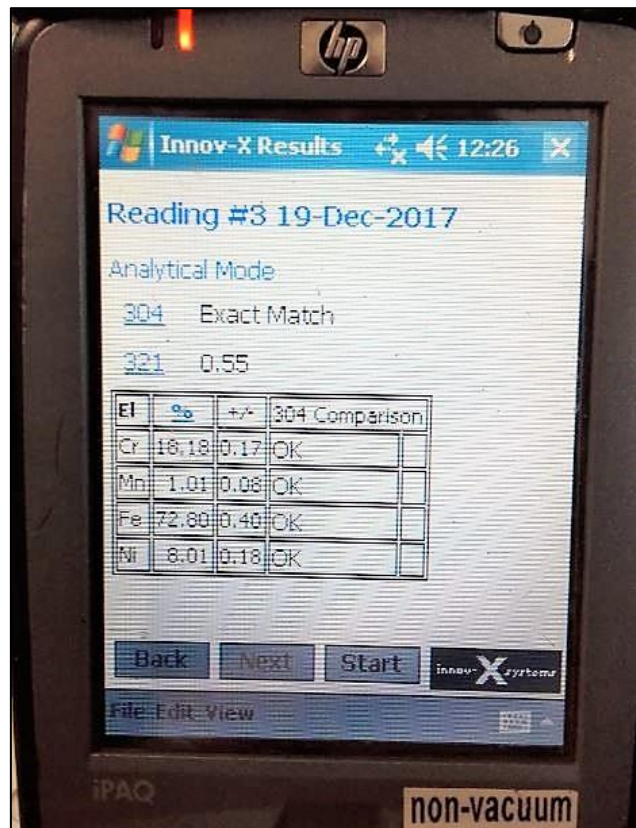 hp
Innov-X Results 12:26
Reading #3 19-Dec-2017
Analytical Mode
304 Exact Match
321 0.55
El % +/- 304 Comparison
Cr 18.18 0.17 OK
Mn 1.01 0.08 OK
Fe 72.80 0.40 OK
Ni 8.01 0.18 OK
Back Next Start innov-X systems
File Edit View
iPAQ
non-vacuum